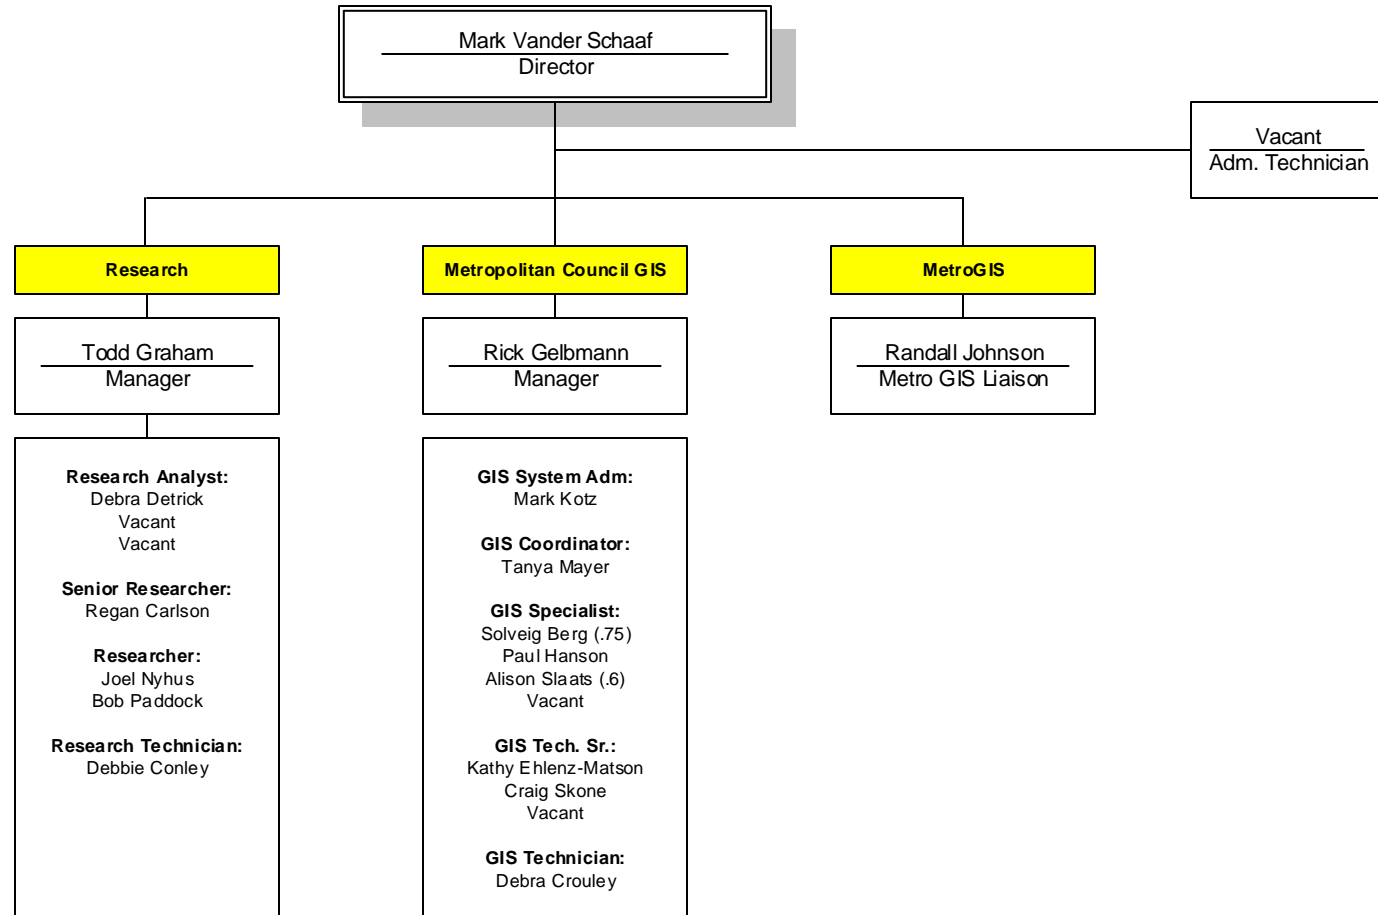 Mark Vander Schaaf
Director
Vacant
Adm. Technician
Research
Todd Graham
Manager
Research Analyst:
Debra Detrick
Vacant
Vacant
Senior Researcher:
Regan Carlson
Researcher:
Joel Nyhus
Bob Paddock
Research Technician:
Debbie Conley
Metropolitan Council GIS
Rick Gelbmann
Manager
GIS System Adm:
Mark Kotz
GIS Coordinator:
Tanya Mayer
GIS Specialist:
Solveig Berg (.75)
Paul Hanson
Alison Slaats (.6)
Vacant
GIS Tech. Sr.:
Kathy Ehlenz-Matson
Craig Skone
Vacant
GIS Technician:
Debra Crouley
MetroGIS
Randall Johnson
Metro GIS Liaison